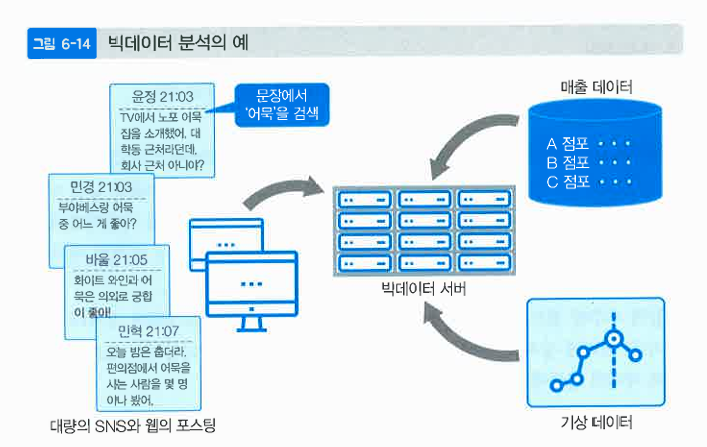 그림 6-14 빅데이터 분석의 예
윤정 21:03
TV에서 노포 어묵
집을 소개했어. 대
학동 근처라던데,
회사 근처 아니야?
문장에서
'어묵'을 검색
민경 21:03
부야베스랑 어묵
중 어느 게 좋아?
바울 21:05
화이트 와인과 어
묵은 의외로 궁합
이 좋아!
민혁 21:07
오늘 밤은 춥더라.
편의점에서 어묵을
사는 사람을 몇 명
이나 봤어.
대량의 SNS와 웹의 포스팅
빅데이터 서버
매출 데이터
A 점포 • • •
B 점포 • • •
C 점포 • • •
기상 데이터